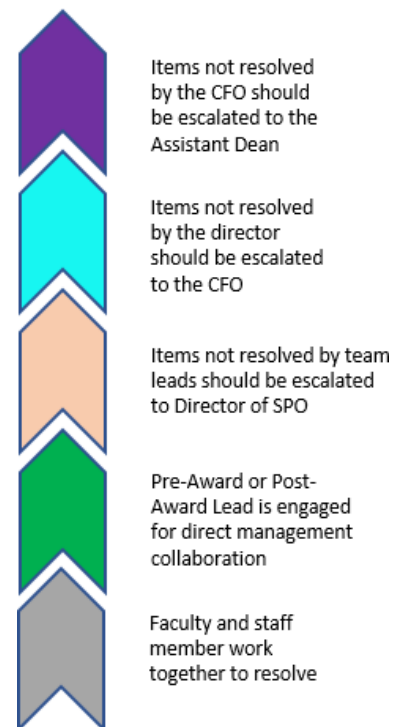 Items not resolved
by the CFO should
be escalated to the
Assistant Dean
Items not resolved
by the director
should be escalated
to the CFO
Items not resolved by team
leads should be escalated
to Director of SPO
Pre-Award or Post-
Award Lead is engaged
for direct management
collaboration
Faculty and staff
member work
together to resolve